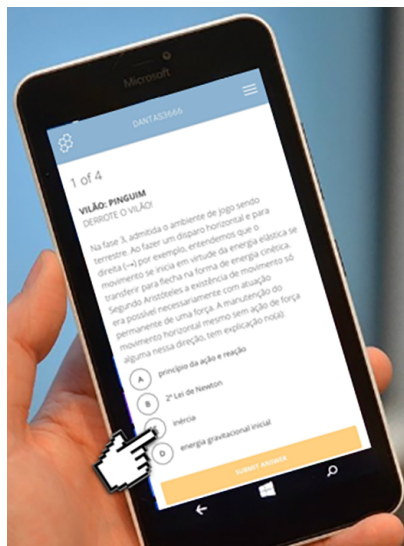 Microsoft
DANTAS3666
1 of 4
VILÃO: PINGUIM
DERROTE O VILÃO!
Na fase 3, admitida o ambiente de jogo sendo
terrestre. Ao fazer um disparo horizontal e para
direita (→) por exemplo, entendemos que o
movimento se inicia em virtude da energia elástica se
transferir para flecha na forma de energia cinética.
Segundo Aristóteles a existência de movimento só
era possível necessariamente com atuação
permanente de uma força. A manutenção do
movimento horizontal mesmo sem ação de força
alguma nessa direção, tem explicação no(a):
A princípio da ação e reação
B 2ª Lei de Newton
inércia
D energia gravitacional inicial
SUBMIT ANSWER